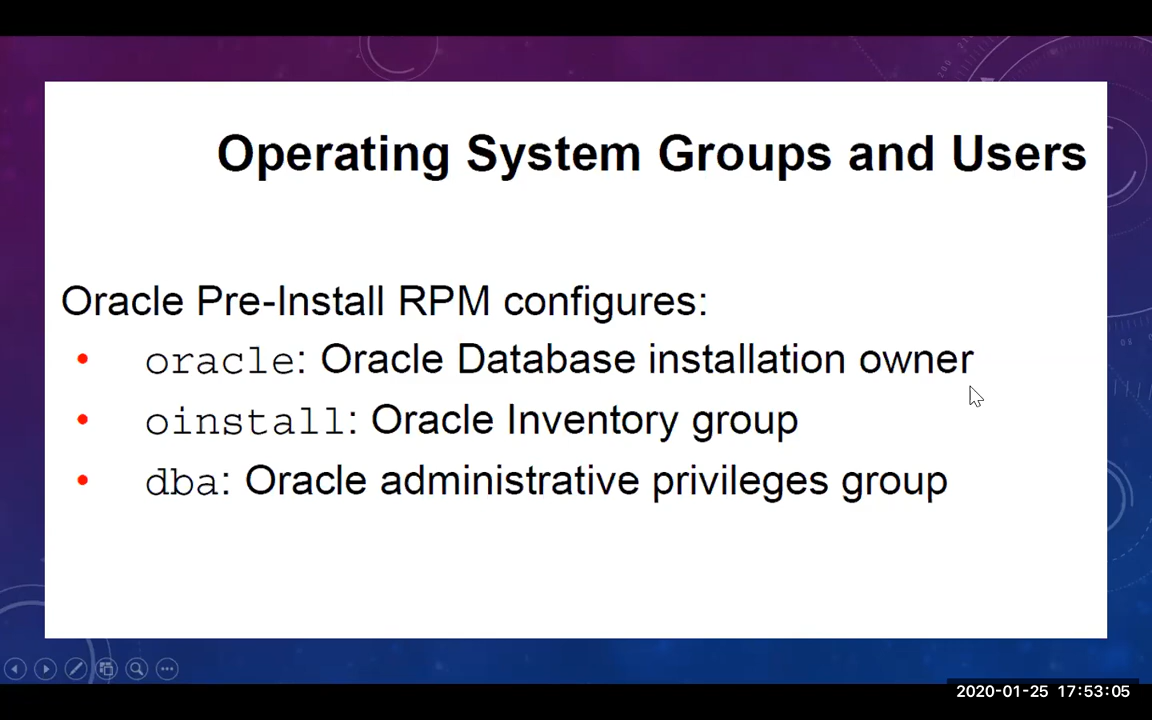 Operating System Groups and Users
Oracle Pre-Install RPM configures:
• oracle: Oracle Database installation owner
• oinstall: Oracle Inventory group
• dba: Oracle administrative privileges group
2020-01-25 17:53:05